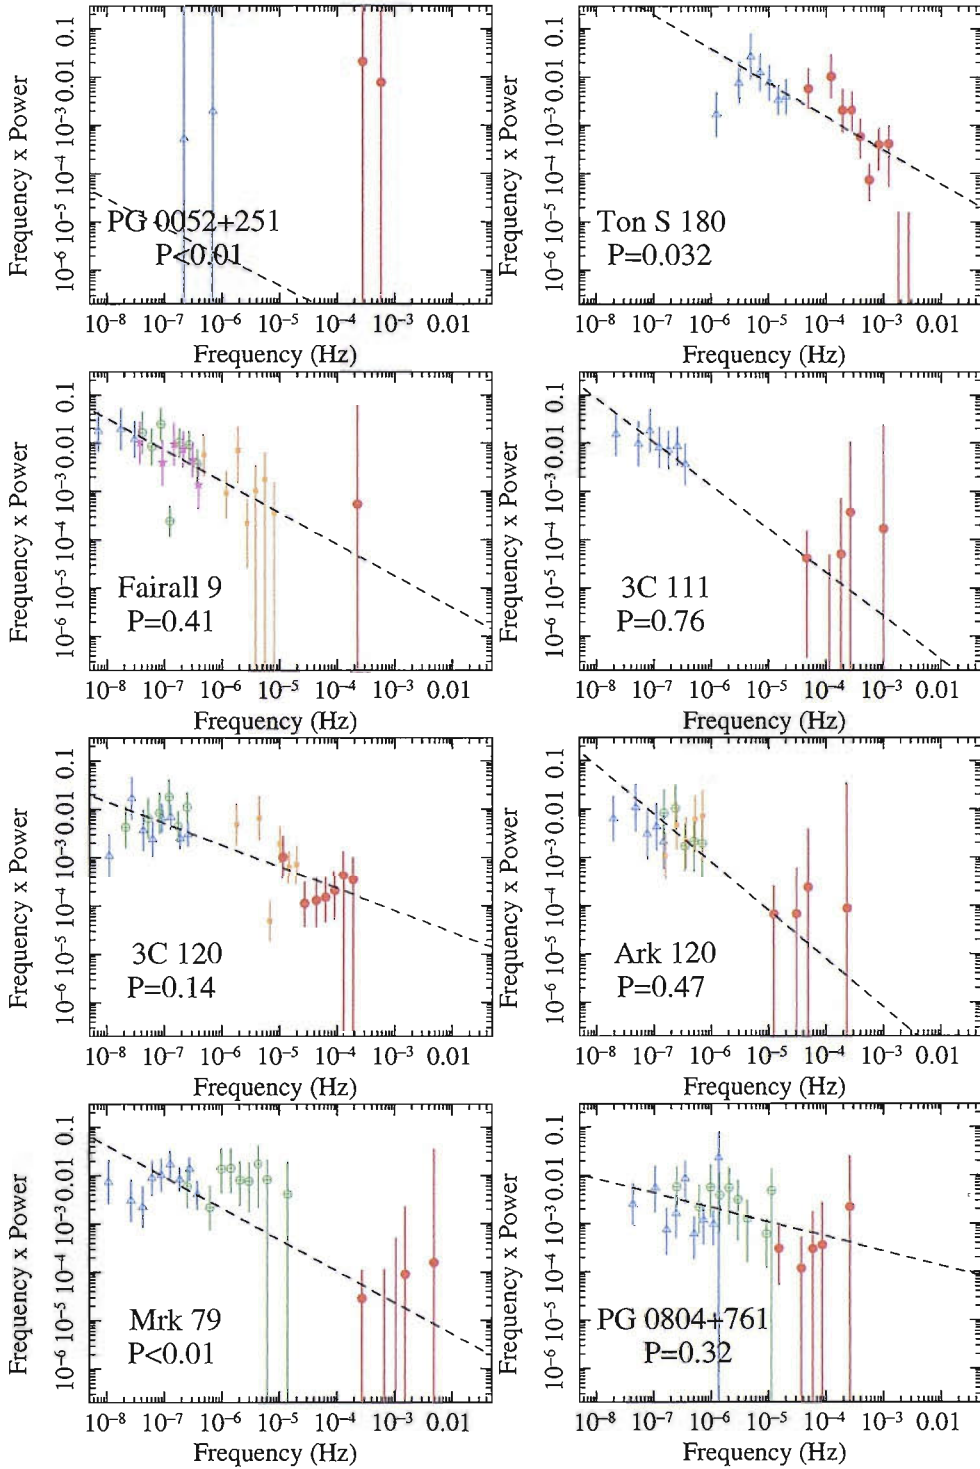 Frequency x Power
0.1
0.01
10⁻³
10⁻⁴
10⁻⁵
10⁻⁶
PG 0052+251
P<0.01
10⁻⁸ 10⁻⁷ 10⁻⁶ 10⁻⁵ 10⁻⁴ 10⁻³ 0.01
Frequency (Hz)
Frequency x Power
0.1
0.01
10⁻³
10⁻⁴
10⁻⁵
10⁻⁶
Ton S 180
P=0.032
10⁻⁸ 10⁻⁷ 10⁻⁶ 10⁻⁵ 10⁻⁴ 10⁻³ 0.01
Frequency (Hz)
Frequency x Power
0.1
0.01
10⁻³
10⁻⁴
10⁻⁵
10⁻⁶
Fairall 9
P=0.41
10⁻⁸ 10⁻⁷ 10⁻⁶ 10⁻⁵ 10⁻⁴ 10⁻³ 0.01
Frequency (Hz)
Frequency x Power
0.1
0.01
10⁻³
10⁻⁴
10⁻⁵
10⁻⁶
3C 111
P=0.76
10⁻⁸ 10⁻⁷ 10⁻⁶ 10⁻⁵ 10⁻⁴ 10⁻³ 0.01
Frequency (Hz)
Frequency x Power
0.1
0.01
10⁻³
10⁻⁴
10⁻⁵
10⁻⁶
3C 120
P=0.14
10⁻⁸ 10⁻⁷ 10⁻⁶ 10⁻⁵ 10⁻⁴ 10⁻³ 0.01
Frequency (Hz)
Frequency x Power
0.1
0.01
10⁻³
10⁻⁴
10⁻⁵
10⁻⁶
Ark 120
P=0.47
10⁻⁸ 10⁻⁷ 10⁻⁶ 10⁻⁵ 10⁻⁴ 10⁻³ 0.01
Frequency (Hz)
Frequency x Power
0.1
0.01
10⁻³
10⁻⁴
10⁻⁵
10⁻⁶
Mrk 79
P<0.01
10⁻⁸ 10⁻⁷ 10⁻⁶ 10⁻⁵ 10⁻⁴ 10⁻³ 0.01
Frequency (Hz)
Frequency x Power
0.1
0.01
10⁻³
10⁻⁴
10⁻⁵
10⁻⁶
PG 0804+761
P=0.32
10⁻⁸ 10⁻⁷ 10⁻⁶ 10⁻⁵ 10⁻⁴ 10⁻³ 0.01
Frequency (Hz)